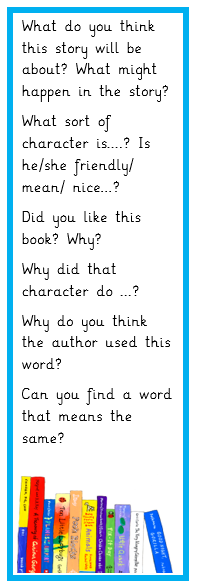 What do you think
this story will be
about? What might
happen in the story?
What sort of
character is....? Is
he/she friendly/
mean/ nice...?
Did you like this
book? Why?
Why did that
character do ...?
Why do you think
the author used this
word?
Can you find a word
that means the
same?